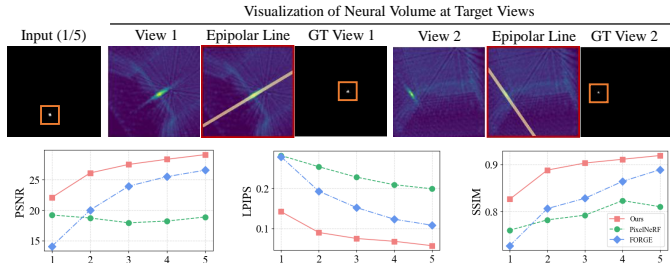 Visualization of Neural Volume at Target Views
Input (1/5) View 1 Epipolar Line GT View 1 View 2 Epipolar Line GT View 2
PSNR
25
20
15
1 2 3 4 5
LPIPS
0.2
0.1
1 2 3 4 5
SSIM
0.9
0.8
Ours
PixelNeRF
FORGE
1 2 3 4 5